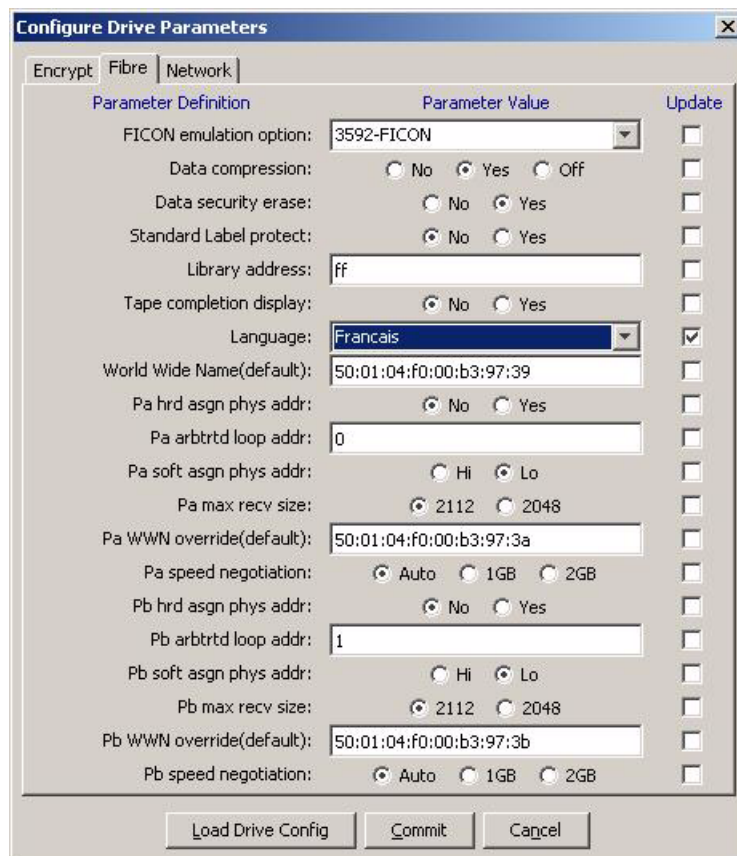 Configure Drive Parameters
Encrypt Fibre Network
Parameter Definition Parameter Value Update
FICON emulation option: 3592-FICON
Data compression: No Yes Off
Data security erase: No Yes
Standard Label protect: No Yes
Library address: ff
Tape completion display: No Yes
Language: Francais
World Wide Name(default): 50:01:04:f0:00:b3:97:39
Pa hrd asgn phys addr: No Yes
Pa arbtrtd loop addr: 0
Pa soft asgn phys addr: Hi Lo
Pa max recv size: 2112 2048
Pa WWN override(default): 50:01:04:f0:00:b3:97:3a
Pa speed negotiation: Auto 1GB 2GB
Pb hrd asgn phys addr: No Yes
Pb arbtrtd loop addr: 1
Pb soft asgn phys addr: Hi Lo
Pb max recv size: 2112 2048
Pb WWN override(default): 50:01:04:f0:00:b3:97:3b
Pb speed negotiation: Auto 1GB 2GB
Load Drive Config Commit Cancel